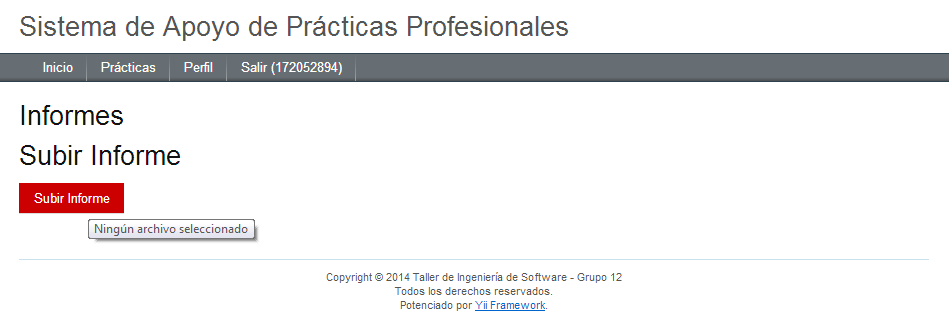 Sistema de Apoyo de Prácticas Profesionales
Inicio Prácticas Perfil Salir (172052894)
Informes
Subir Informe
Subir Informe
Ningún archivo seleccionado
Copyright © 2014 Taller de Ingeniería de Software - Grupo 12
Todos los derechos reservados.
Potenciado por Yii Framework.